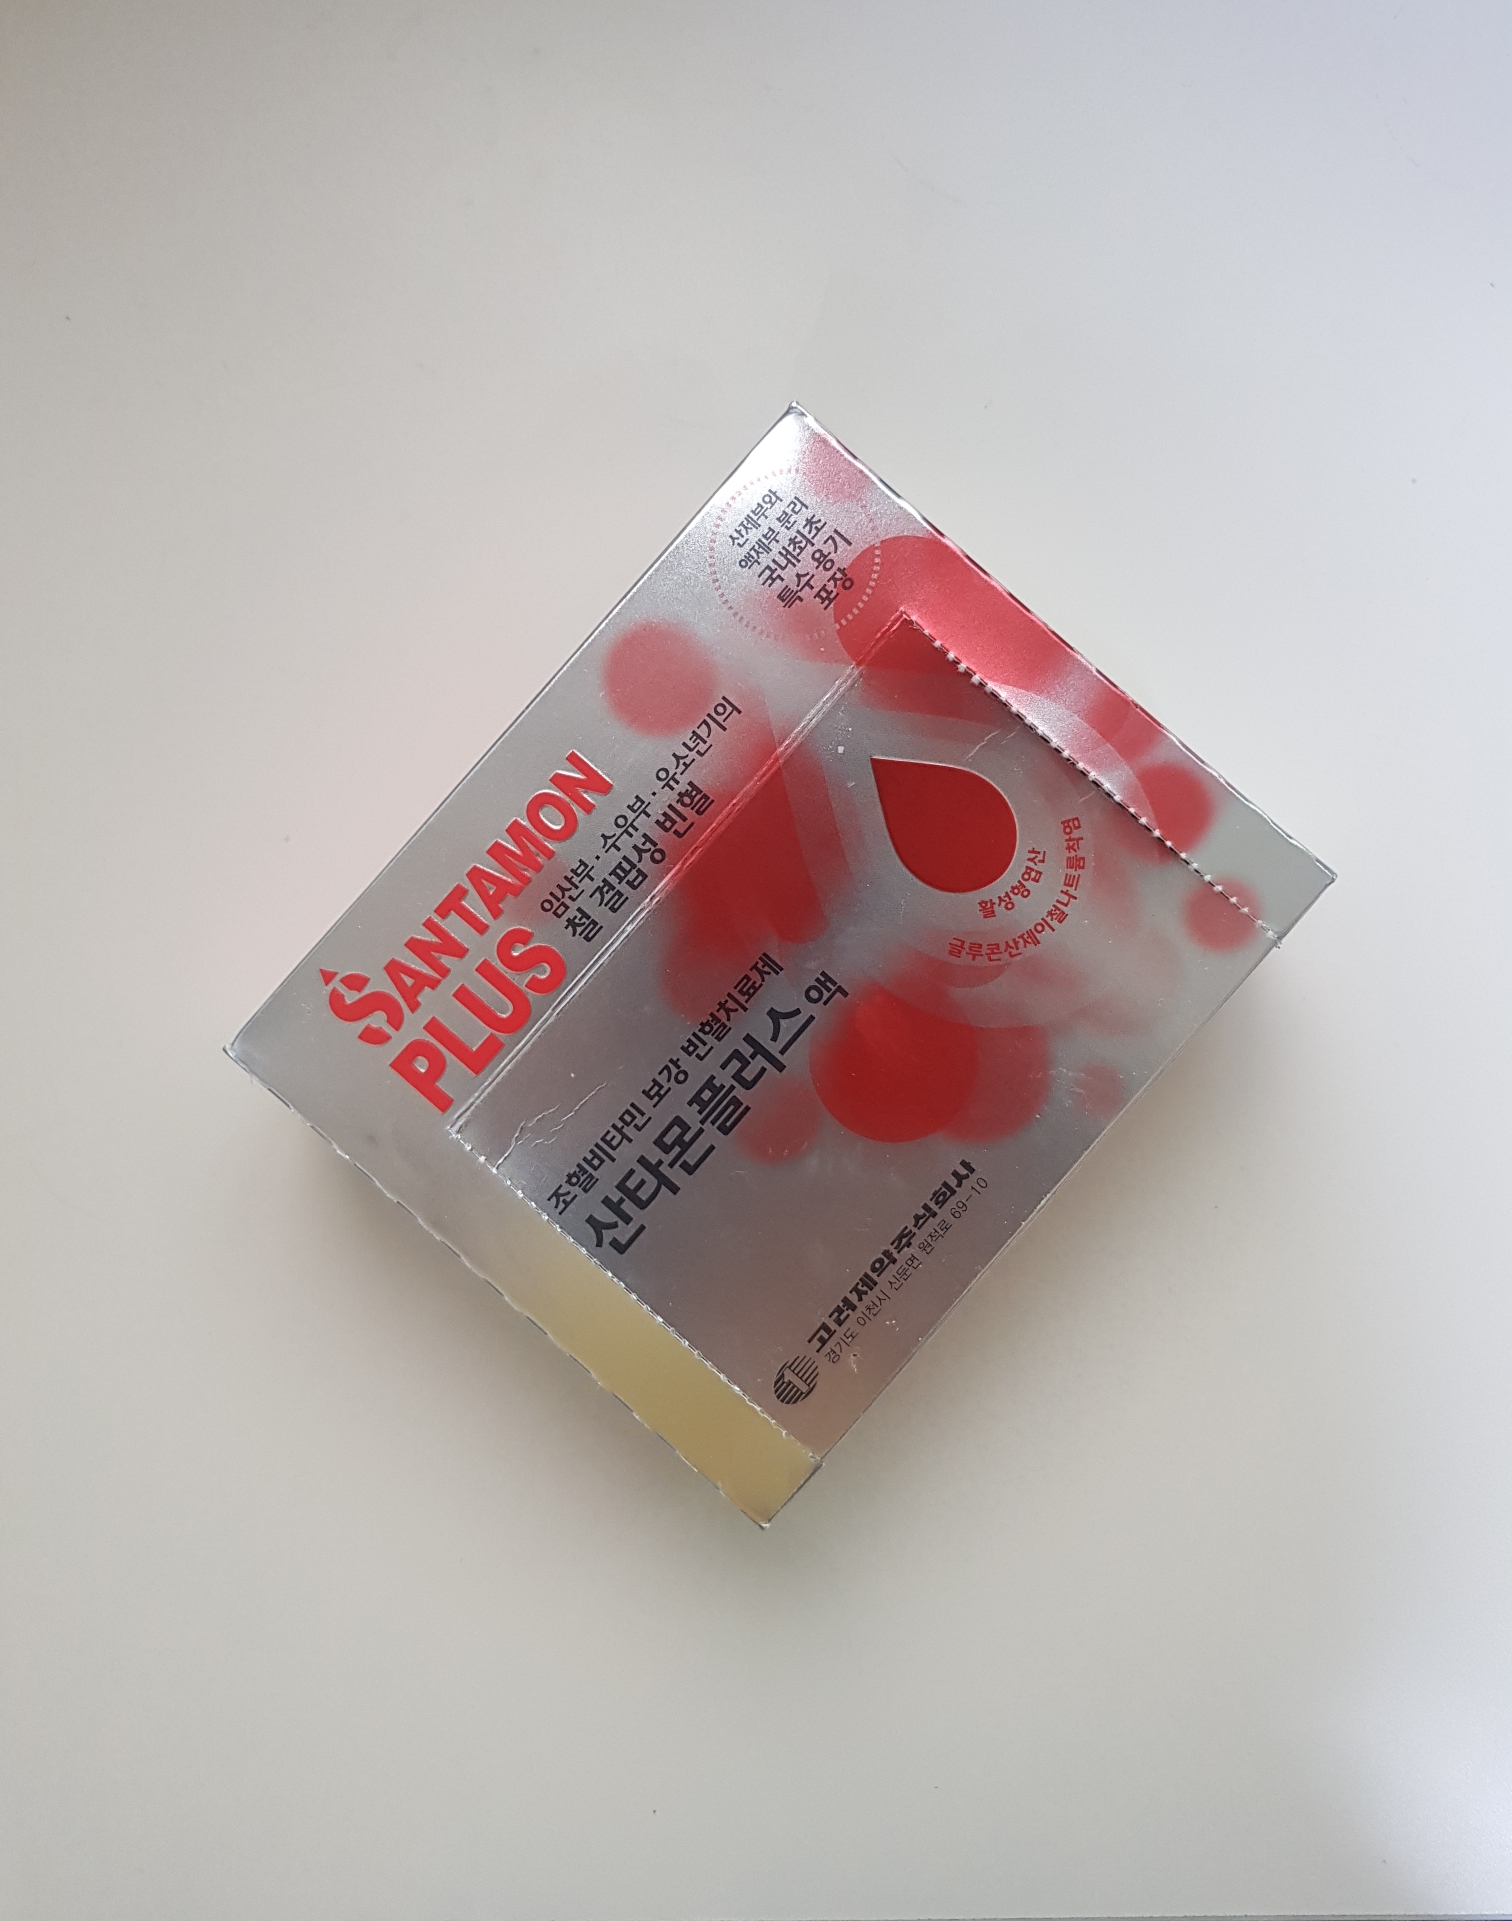 산제부와
액제부 분리
국내최초
특수 용기
포장
SANTAMON
PLUS
임산부·수유부·유소년기의
철 결핍성 빈혈
활성형엽산
글루콘산제이철나트륨착염
조혈비타민 보강 빈혈치료제
산타몬플러스 액
고려제약주식회사
경기도 이천시 신둔면 원적로 69-10